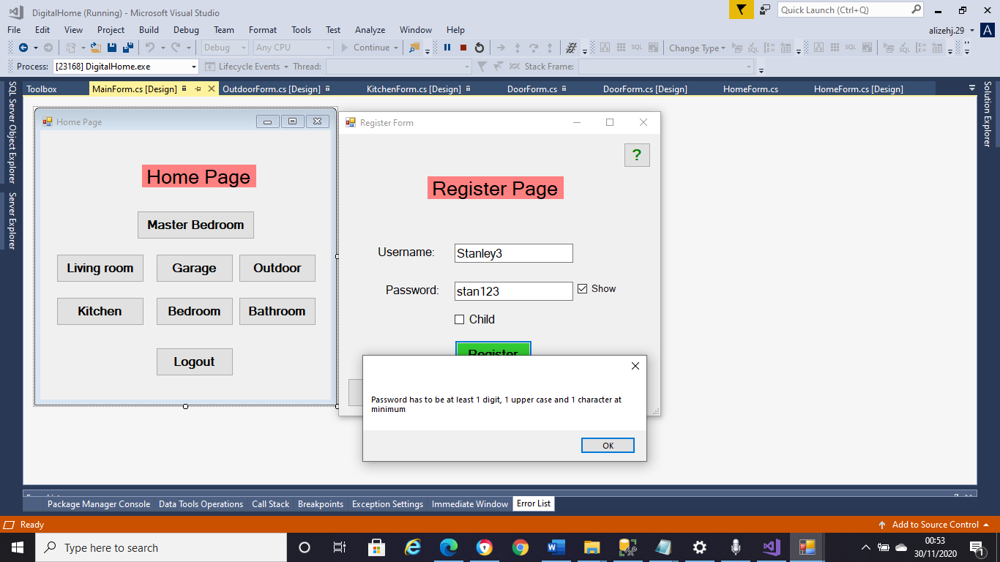 DigitalHome (Running) - Microsoft Visual Studio
Quick Launch (Ctrl+Q)
File Edit View Project Build Debug Team Format Tools Test Analyze Window Help
alizehj.29 A
Debug Any CPU Continue SQL Change Type SQL SQL SQL
Process: [23168] DigitalHome.exe Lifecycle Events Thread: Stack Frame:
Toolbox MainForm.cs [Design] OutdoorForm.cs [Design] KitchenForm.cs [Design] DoorForm.cs DoorForm.cs [Design] HomeForm.cs HomeForm.cs [Design]
SQL Server Object Explorer
Server Explorer
Solution Explorer
Home Page
Home Page
Master Bedroom
Living room Garage Outdoor
Kitchen Bedroom Bathroom
Logout
Register Form
?
Register Page
Username: Stanley3
Password: stan123 Show
Child
Register
Password has to be at least 1 digit, 1 upper case and 1 character at
minimum
OK
Package Manager Console Data Tools Operations Call Stack Breakpoints Exception Settings Immediate Window Error List
Ready Add to Source Control
Type here to search
00:53
30/11/2020
1